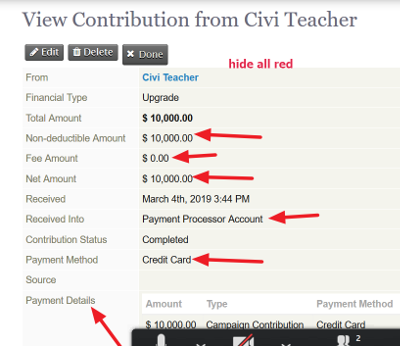 View Contribution from Civi Teacher
Edit Delete Done
hide all red
From Civi Teacher
Financial Type Upgrade
Total Amount $ 10,000.00
Non-deductible Amount $ 10,000.00
Fee Amount $ 0.00
Net Amount $ 10,000.00
Received March 4th, 2019 3:44 PM
Received Into Payment Processor Account
Contribution Status Completed
Payment Method Credit Card
Source
Payment Details Amount Type Payment Method
$ 10,000.00 Campaign Contribution Credit Card
2